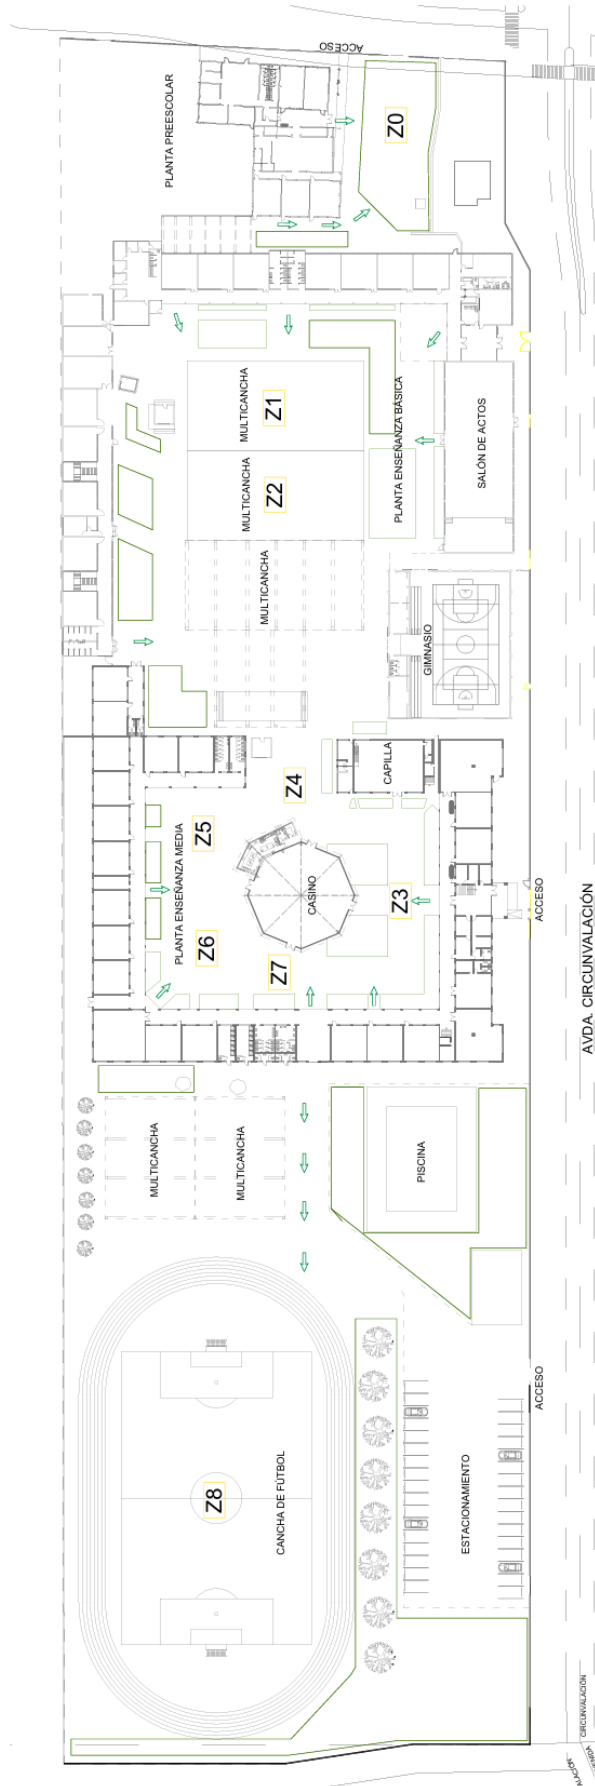 ACCESO
PLANTA PREESCOLAR
Z0
MULTICANCHA
Z1
PLANTA ENSEÑANZA BÁSICA
SALÓN DE ACTOS
MULTICANCHA
Z2
MULTICANCHA
GIMNASIO
CAPILLA
Z4
Z5
PLANTA ENSEÑANZA MEDIA
CASINO
Z3
ACCESO
Z6
Z7
AVDA. CIRCUNVALACIÓN
MULTICANCHA
MULTICANCHA
PISCINA
ACCESO
Z8
CANCHA DE FÚTBOL
ESTACIONAMIENTO
CIRCUNVALACIÓN